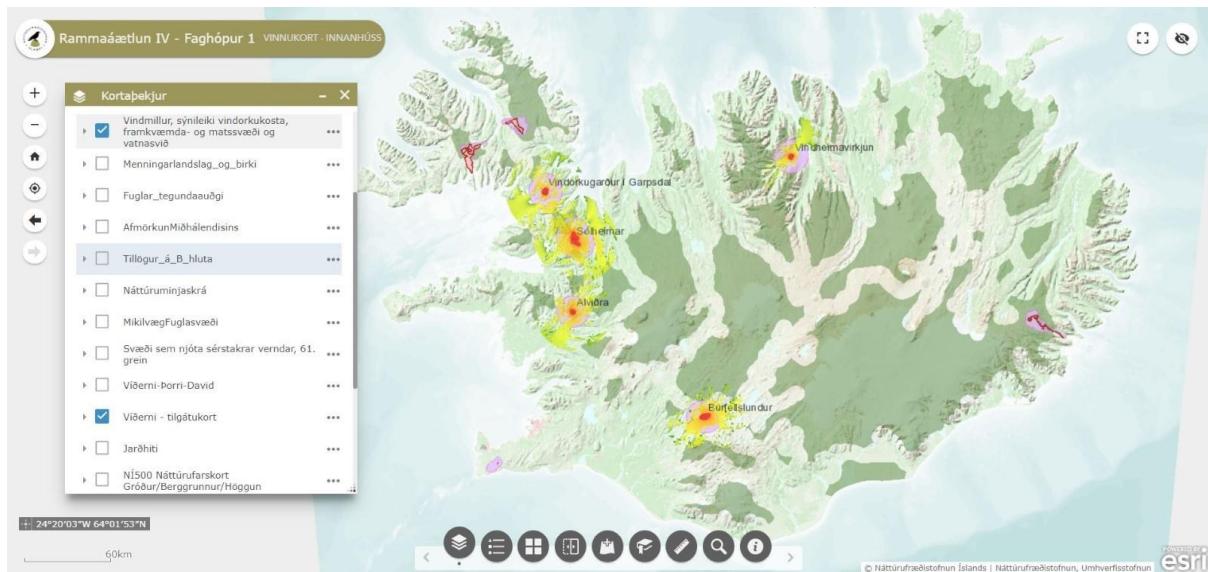 Rammaáætlun IV - Faghópur 1 VINNUKORT - INNANHÚSS
Kortaþekjur
Vindmillur, sýnileiki vindorkukosta,
framkvæmda- og matssvæði og
vatnasvið
Menningarlandslag_og_birki
Fuglar_tegundaauðgi
AfmörkunMiðhálendisins
Tillögur_á_B_hluta
Náttúruminjaskrá
MikilvægFuglasvæði
Svæði sem njóta sérstakrar verndar, 61.
grein
Víðerni-Þorri-David
Víðerni - tilgátukort
Jarðhiti
NÍ500 Náttúrufarskort
Gróður/Berggrunnur/Höggun
Vindheimavirkjun
Vindorkugarður í Garpsdal
Sólheimar
Alviðra
Búrfellslundur
24°20'03"W 64°01'53"N
60km
© Náttúrufræðistofnun Íslands | Náttúrufræðistofnun, Umhverfisstofnun
POWERED BY
esri